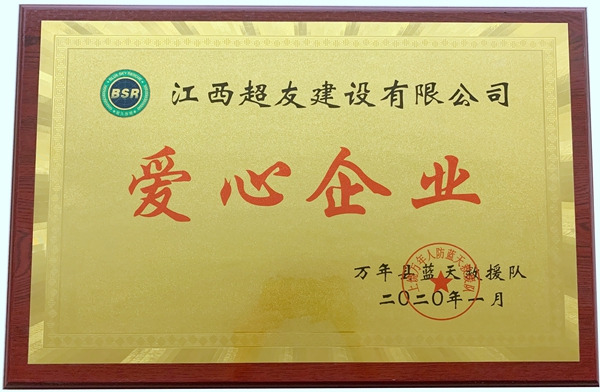 BSR
江西超友建设有限公司
爱心企业
万年县蓝天救援队
二〇二〇年一月